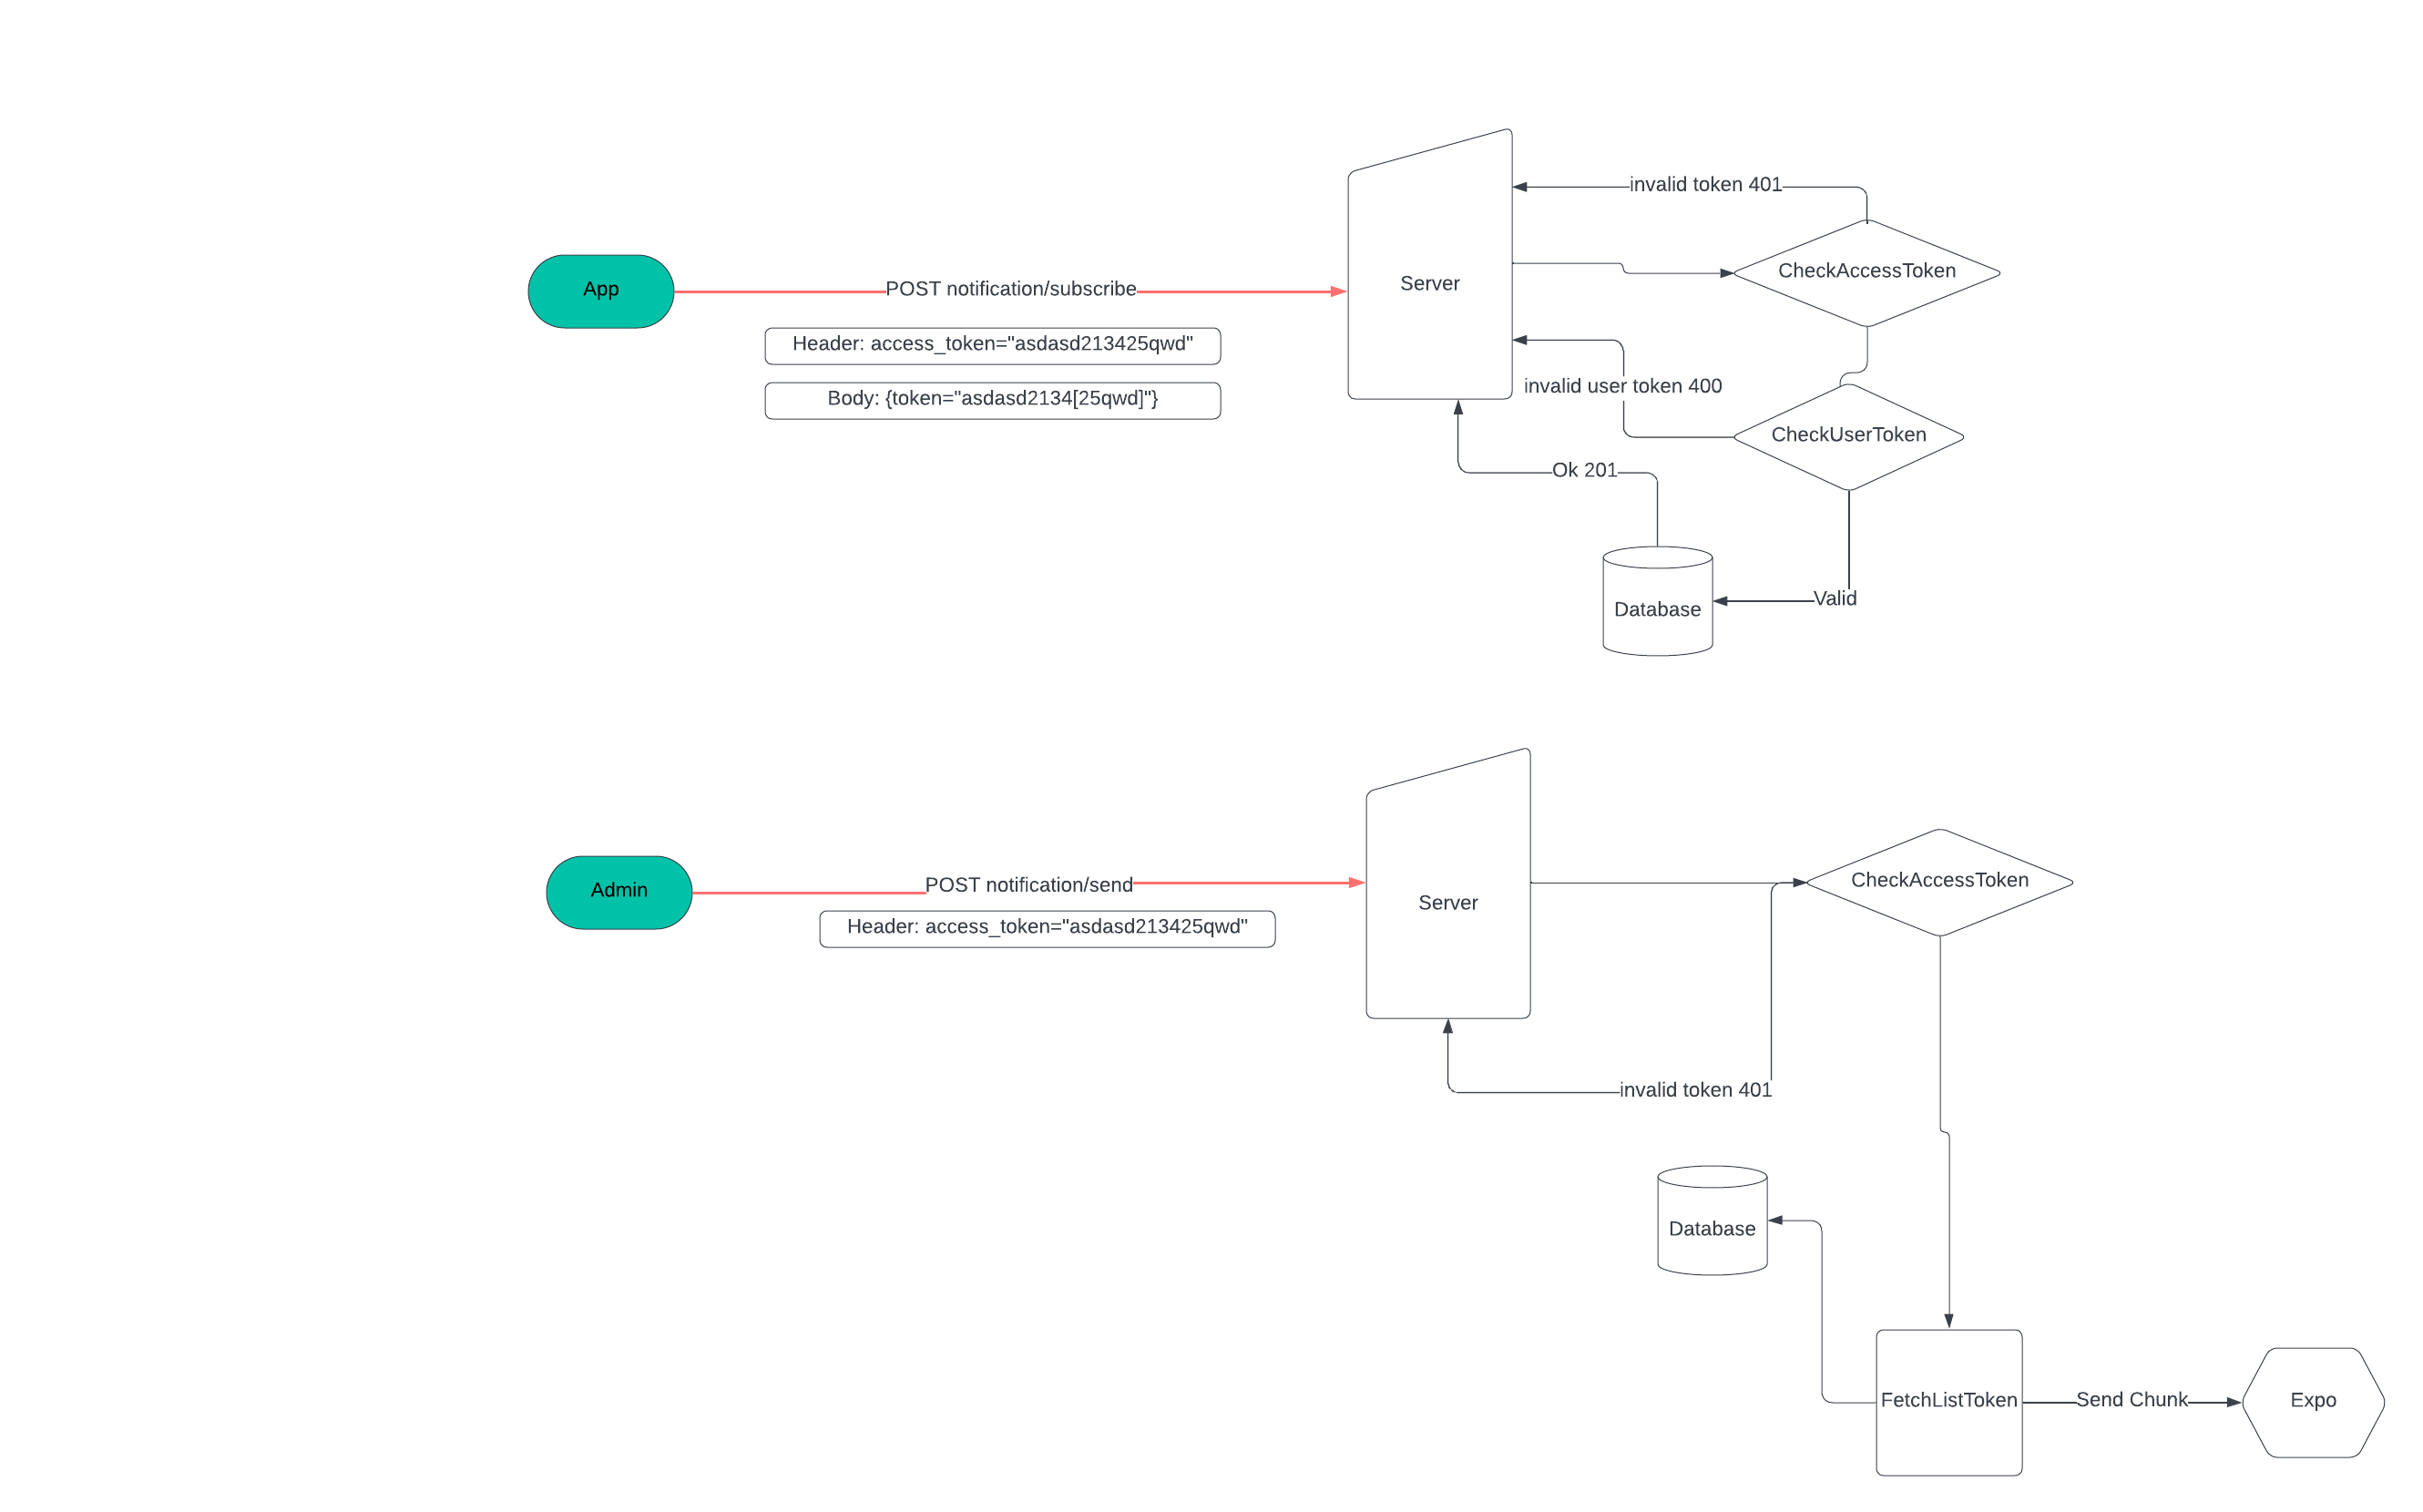 invalid token 401
CheckAccessToken
Server
App
POST notification/subscribe
Header: access_token="asdasd213425qwd"
Body: {token="asdasd2134[25qwd]"}
invalid user token 400
CheckUserToken
Ok 201
Valid
Database
Admin
POST notification/send
Header: access_token="asdasd213425qwd"
Server
CheckAccessToken
invalid token 401
Database
FetchListToken
Send Chunk
Expo